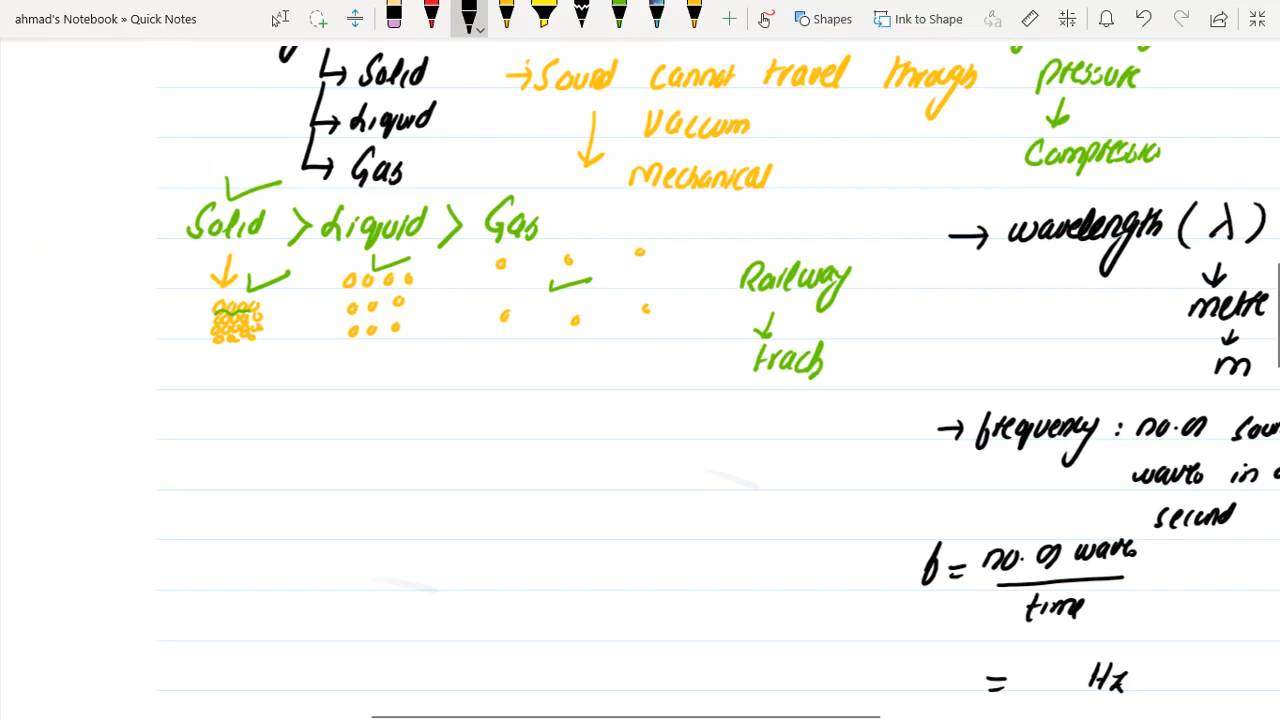 ahmad's Notebook » Quick Notes
Shapes
Ink to Shape
Solid
Liquid
Gas
→ Sound cannot travel through
Vaccum
Mechanical
Pressure
Compressio
Solid > Liquid > Gas
Railway
track
→ wavelength (λ)
metre
m
→ frequency : no. of sou
waves in
second
f = no. of waves
time
= Hz